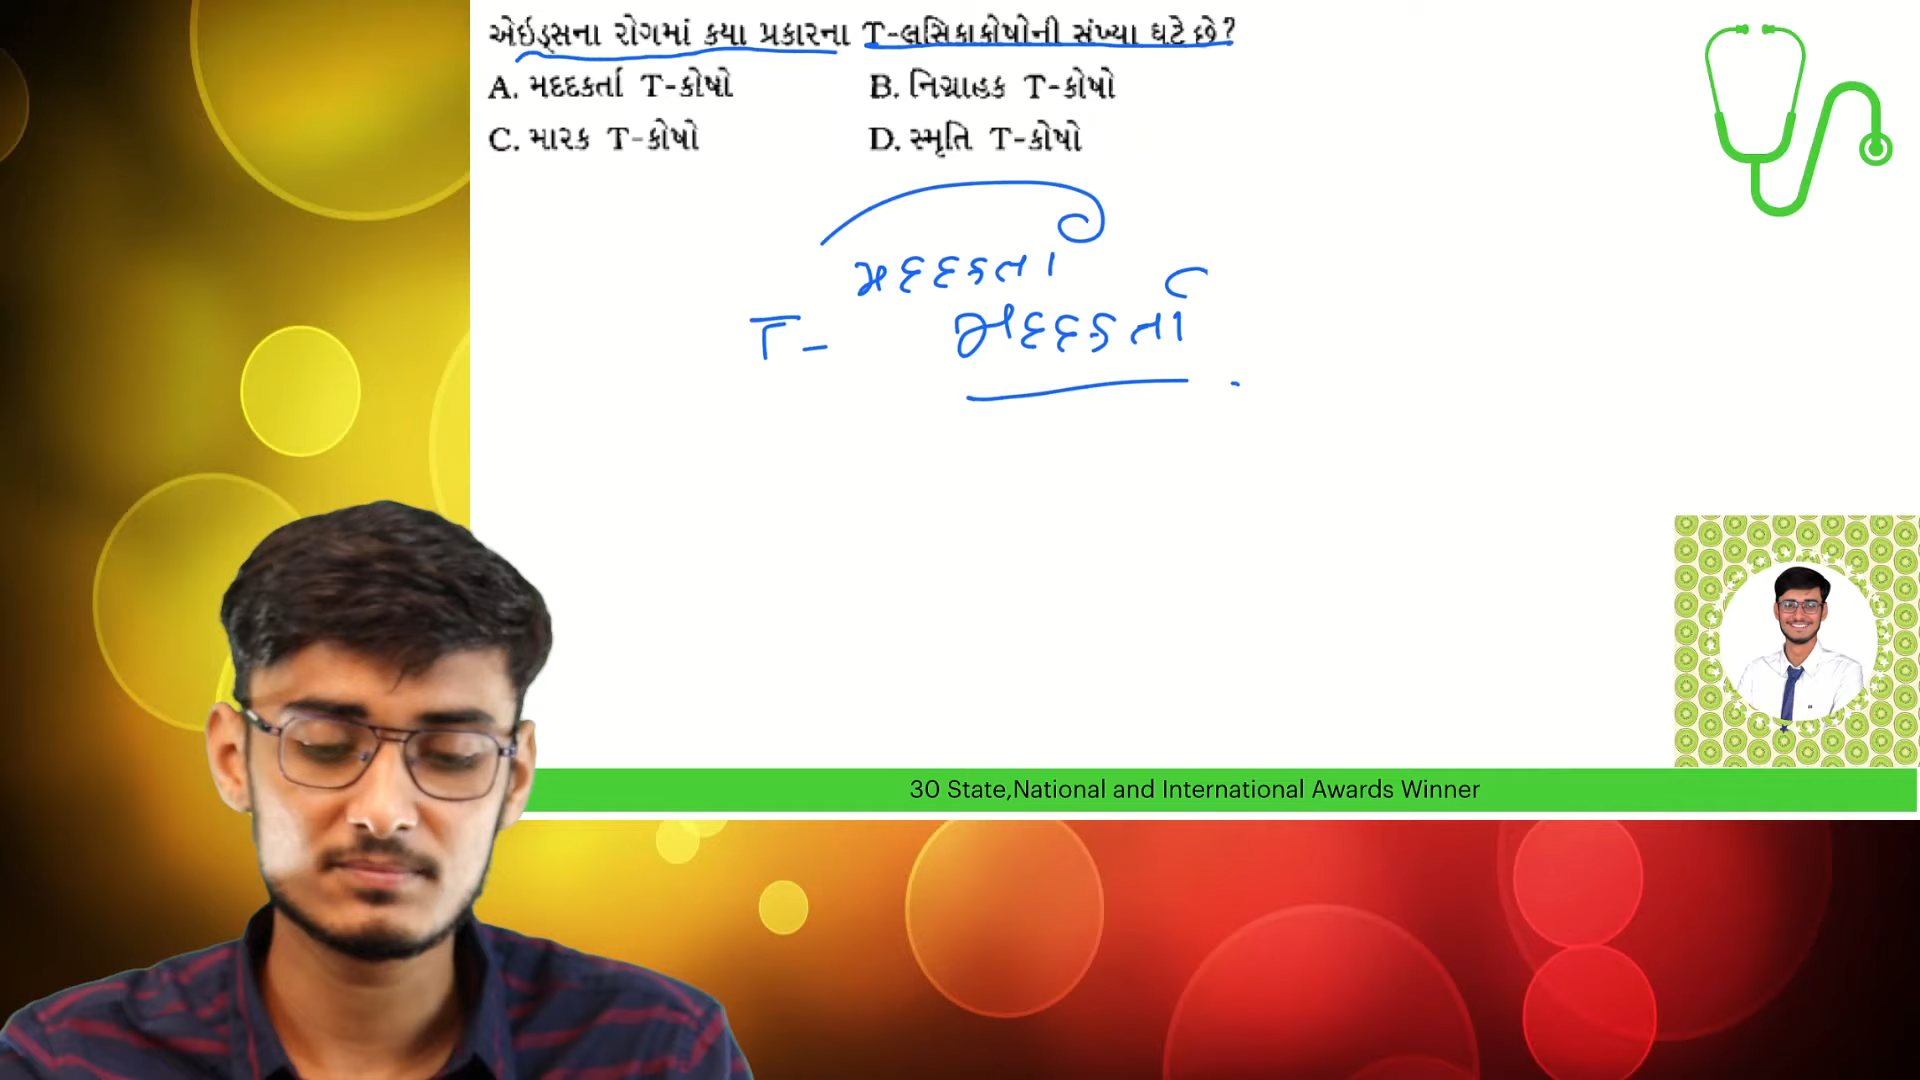 એઇડ્સના રોગમાં કયા પ્રકારના T-લસિકાકોષોની સંખ્યા ઘટે છે?
A. મદદકર્તા T-કોષો B. નિગ્રાહક T-કોષો
C. મારક T-કોષો D. સ્મૃતિ T-કોષો
મદદકતા
T- મદદકર્તા
30 State,National and International Awards Winner